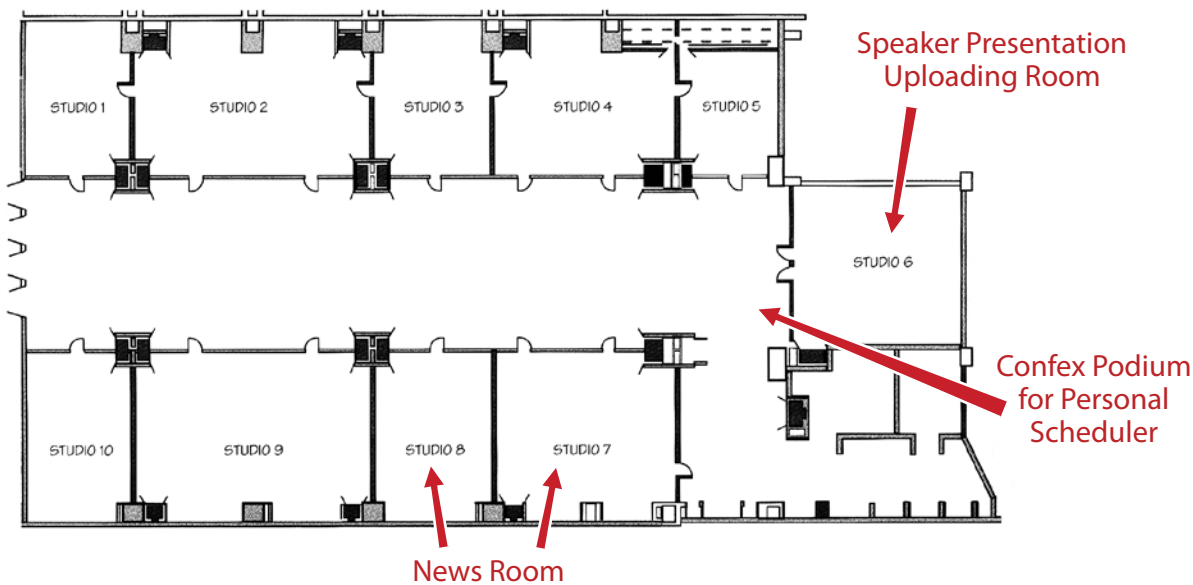 Speaker Presentation
Uploading Room
STUDIO 1
STUDIO 2
STUDIO 3
STUDIO 4
STUDIO 5
STUDIO 6
Confex Podium
for Personal
Scheduler
STUDIO 10
STUDIO 9
STUDIO 8
STUDIO 7
News Room